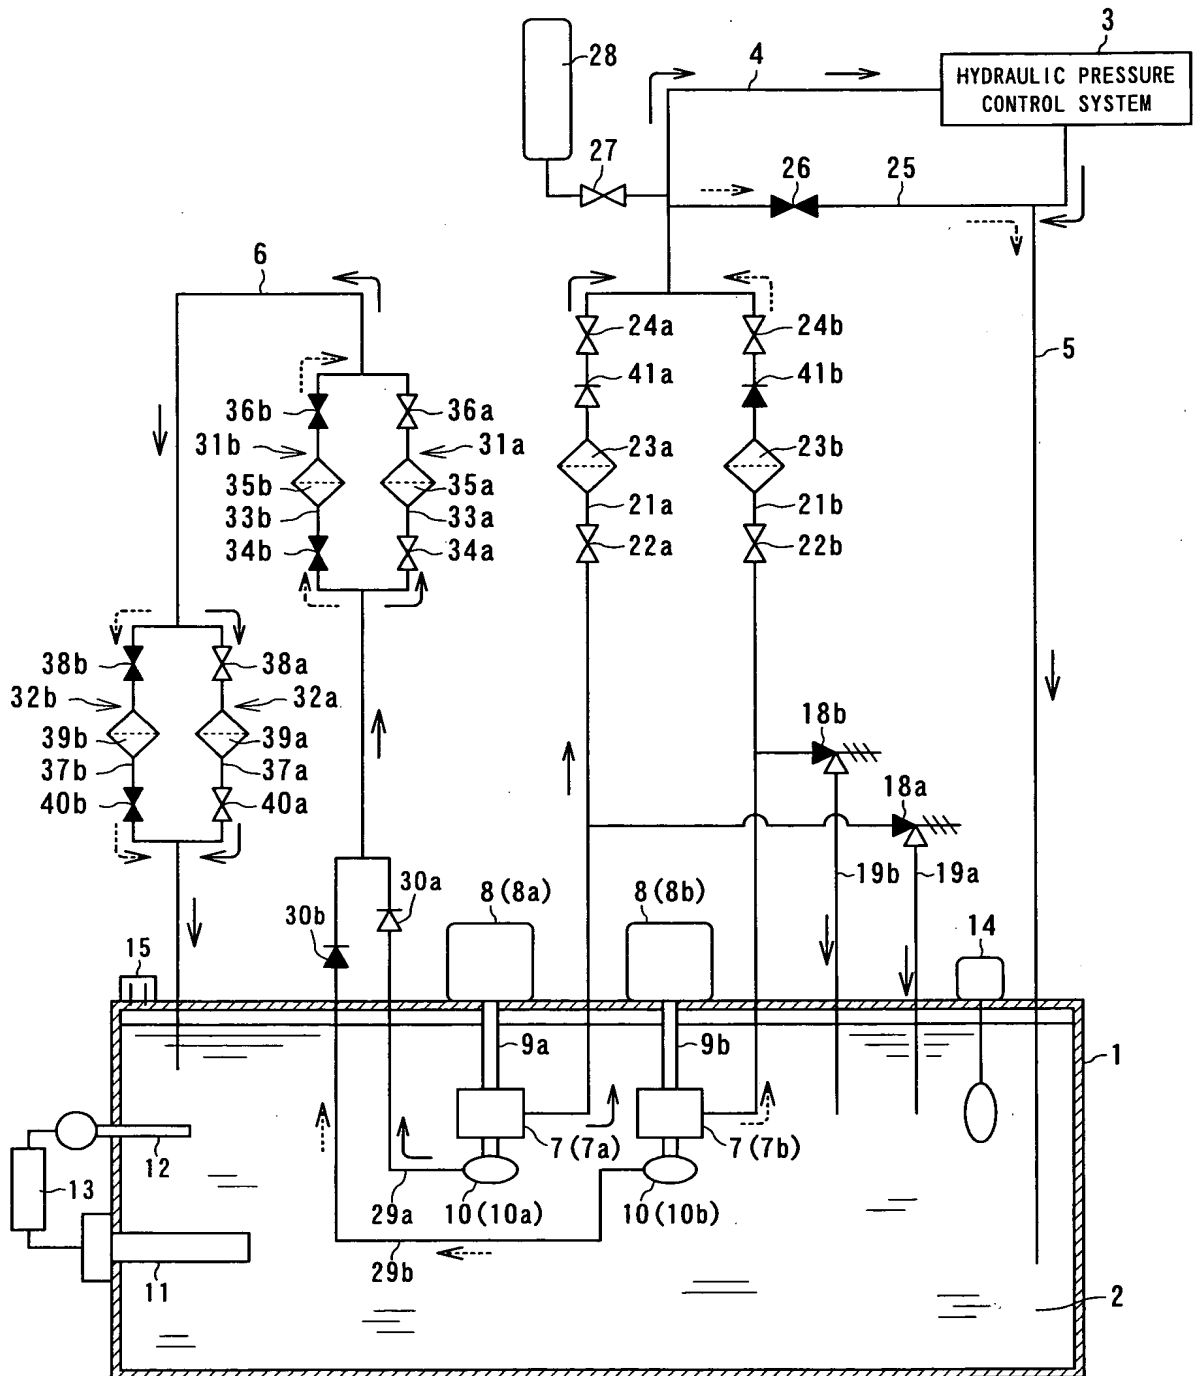 3
28
4
HYDRAULIC PRESSURE
CONTROL SYSTEM
27
26
25
6
24a
24b
5
41a
41b
36b
36a
31b
31a
23a
23b
35b
35a
33b
33a
21a
21b
34b
34a
22a
22b
38b
38a
32b
32a
18b
39b
39a
37b
37a
18a
40b
40a
30a
19b
19a
8(8a)
8(8b)
30b
14
15
9a
9b
1
7(7a)
7(7b)
12
13
29a
10(10a)
10(10b)
29b
11
2